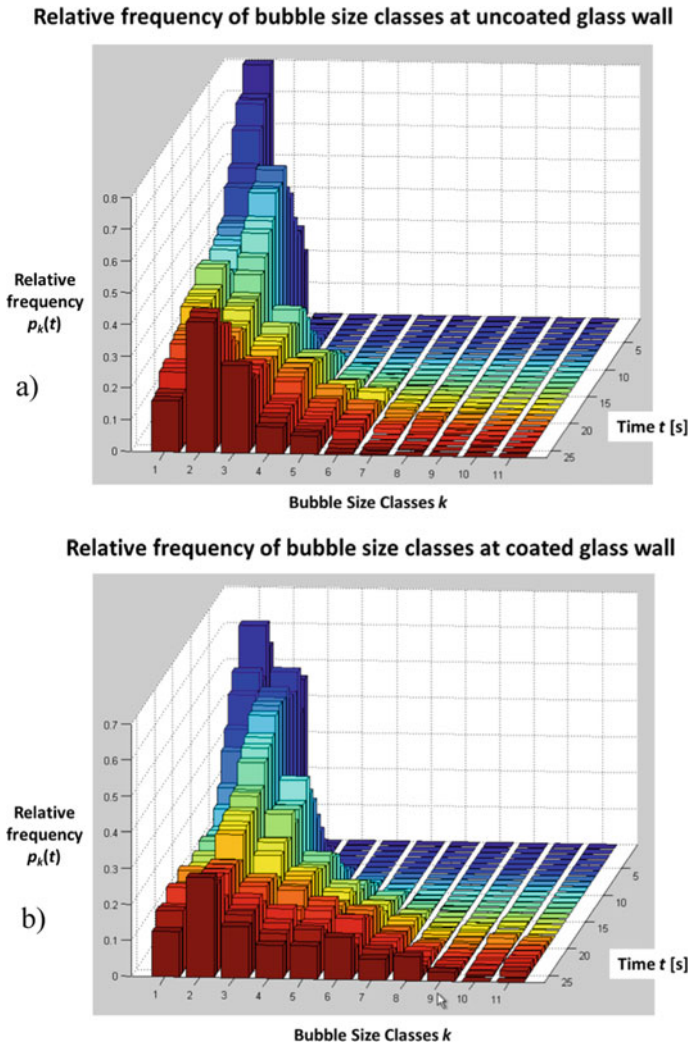 Relative frequency of bubble size classes at uncoated glass wall
0.8
0.7
0.6
0.5
0.4
0.3
0.2
0.1
0
Relative
frequency
pk(t)
a)
1 2 3 4 5 6 7 8 9 10 11
5
10
15
20
25
Time t [s]
Bubble Size Classes k
Relative frequency of bubble size classes at coated glass wall
0.7
0.6
0.5
0.4
0.3
0.2
0.1
0
Relative
frequency
pk(t)
b)
1 2 3 4 5 6 7 8 9 10 11
5
10
15
20
25
Time t [s]
Bubble Size Classes k